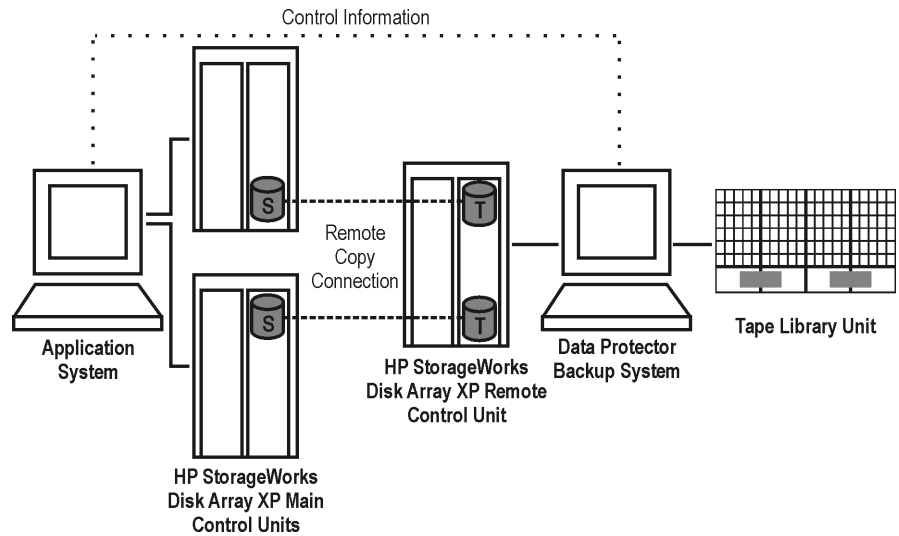 Control Information
S
T
Remote
Copy
Connection
S
T
Application
System
HP StorageWorks
Disk Array XP Remote
Control Unit
Data Protector
Backup System
Tape Library Unit
HP StorageWorks
Disk Array XP Main
Control Units